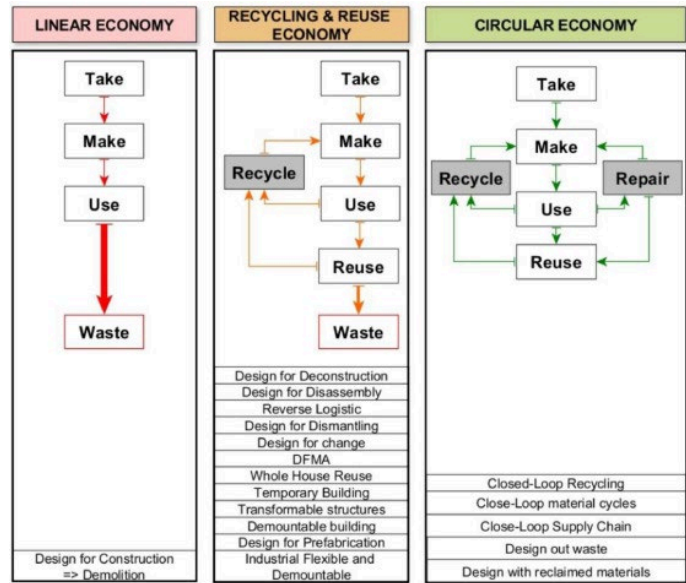 LINEAR ECONOMY
Take
Make
Use
Waste
Design for Construction
=> Demolition
RECYCLING & REUSE
ECONOMY
Take
Make
Recycle
Use
Reuse
Waste
Design for Deconstruction
Design for Disassembly
Reverse Logistic
Design for Dismantling
Design for change
DFMA
Whole House Reuse
Temporary Building
Transformable structures
Demountable building
Design for Prefabrication
Industrial Flexible and
Demountable
CIRCULAR ECONOMY
Take
Make
Recycle
Repair
Use
Reuse
Closed-Loop Recycling
Close-Loop material cycles
Close-Loop Supply Chain
Design out waste
Design with reclaimed materials